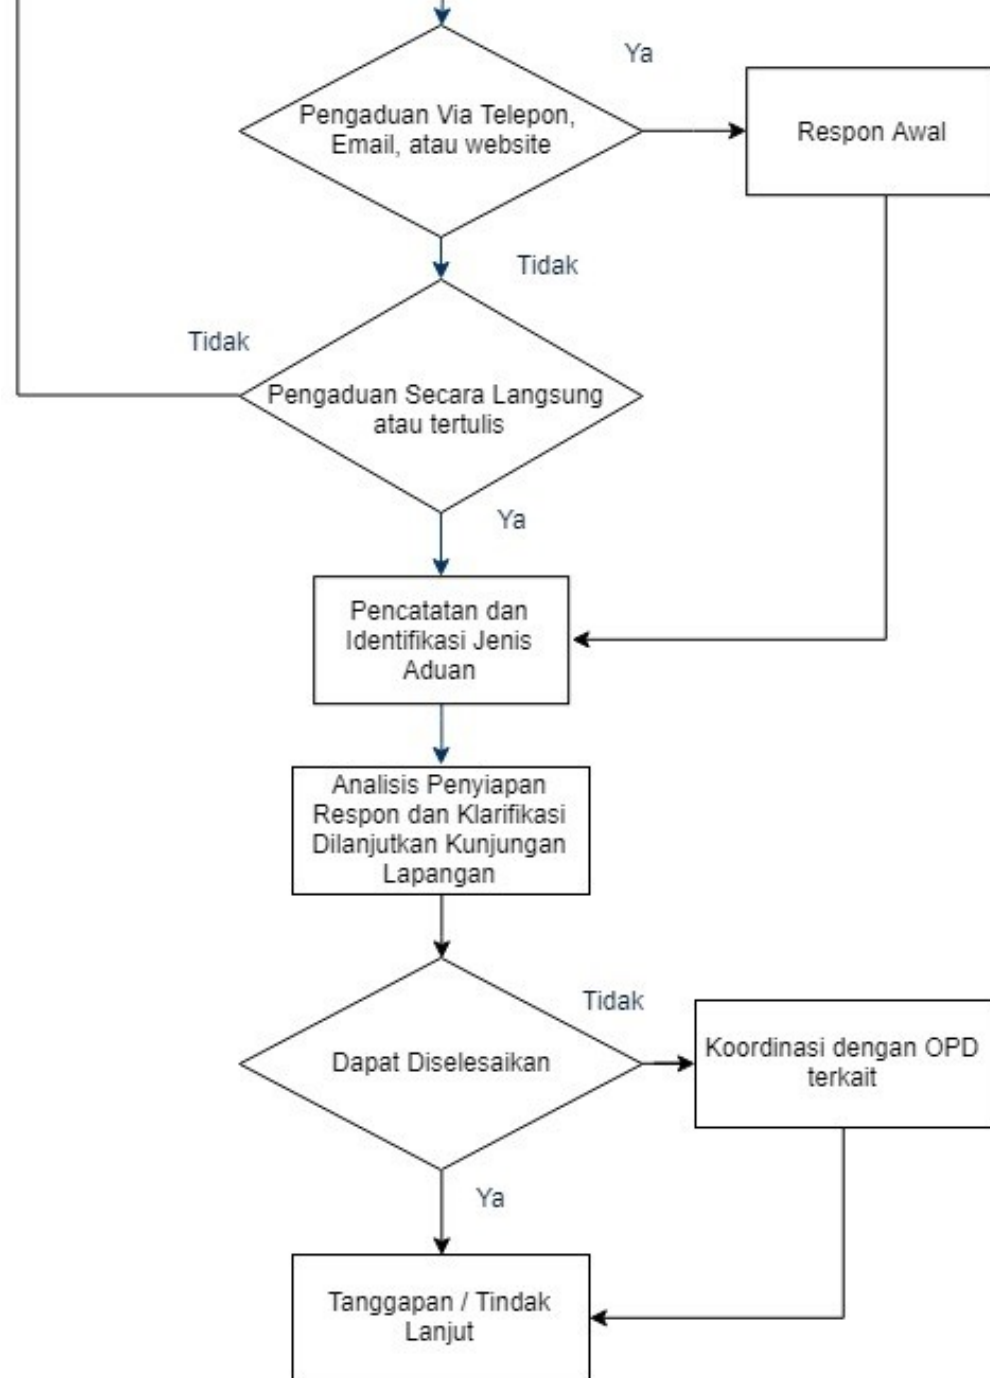 Ya
Pengaduan Via Telepon,
Email, atau website
Respon Awal
Tidak
Tidak
Pengaduan Secara Langsung
atau tertulis
Ya
Pencatatan dan
Identifikasi Jenis
Aduan
Analisis Penyiapan
Respon dan Klarifikasi
Dilanjutkan Kunjungan
Lapangan
Tidak
Dapat Diselesaikan
Koordinasi dengan OPD
terkait
Ya
Tanggapan / Tindak
Lanjut